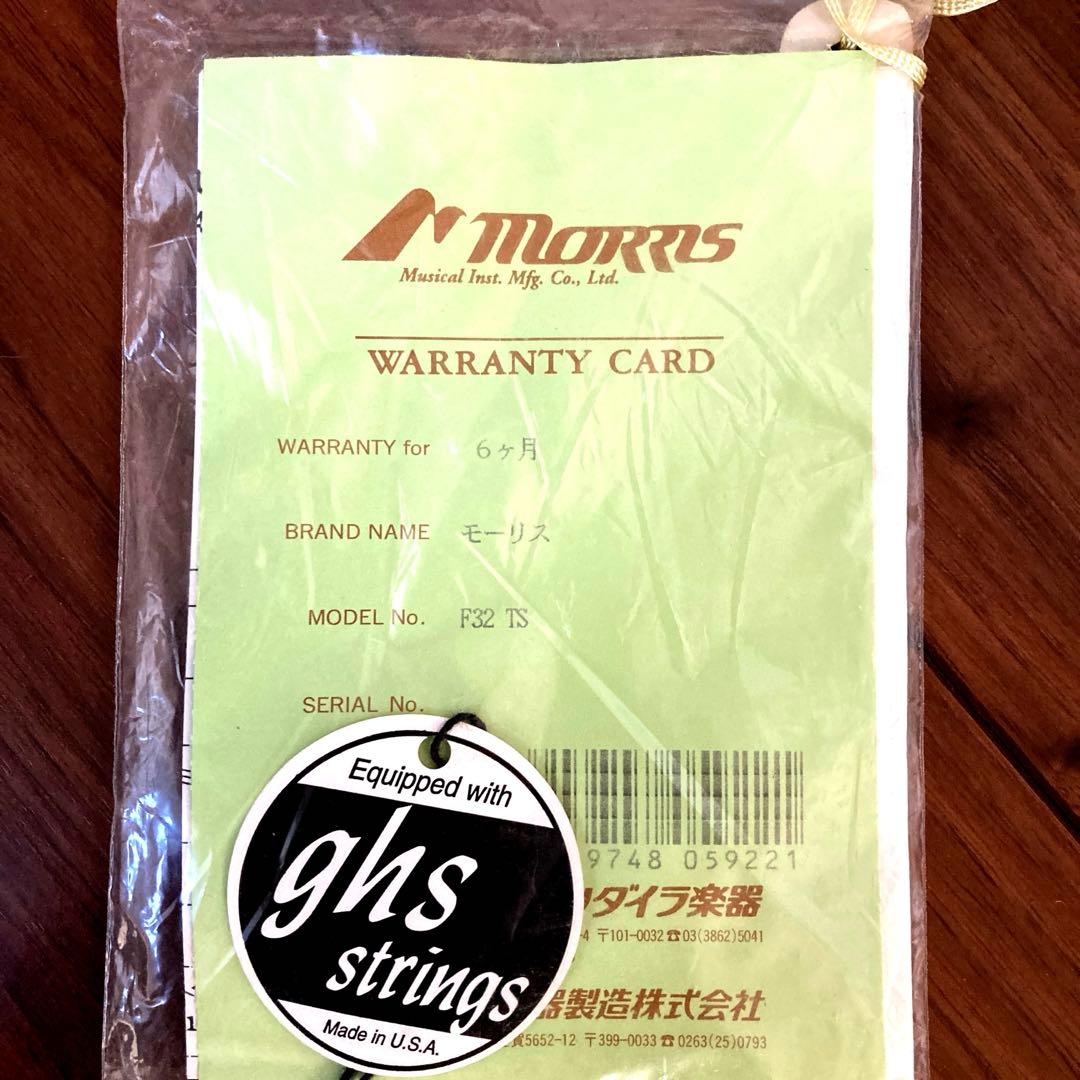 MORRIS
Musical Inst. Mfg. Co., Ltd.
WARRANTY CARD
WARRANTY for 6ヶ月
BRAND NAME モーリス
MODEL No. F32 TS
SERIAL No.
Equipped with
ghs
strings
Made in U.S.A.
9748 059221
ダイラ楽器
-4 〒101-0032 ☎03(3862)5041
器製造株式会社
5652-12 〒399-0033 ☎0263(25)0793